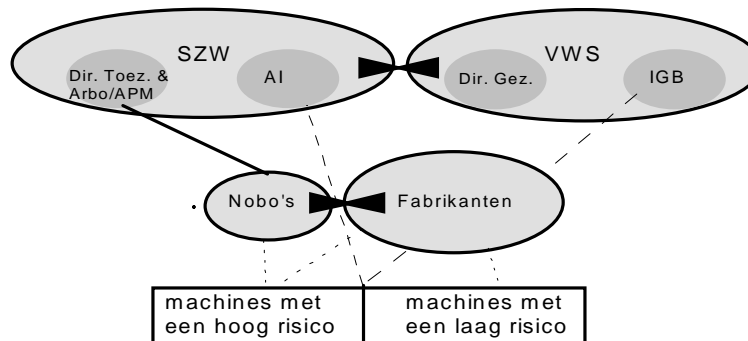 SZW
VWS
Dir. Toez. &
Arbo/APM
AI
Dir. Gez.
IGB
Nobo's
Fabrikanten
machines met
een hoog risico
machines met
een laag risico